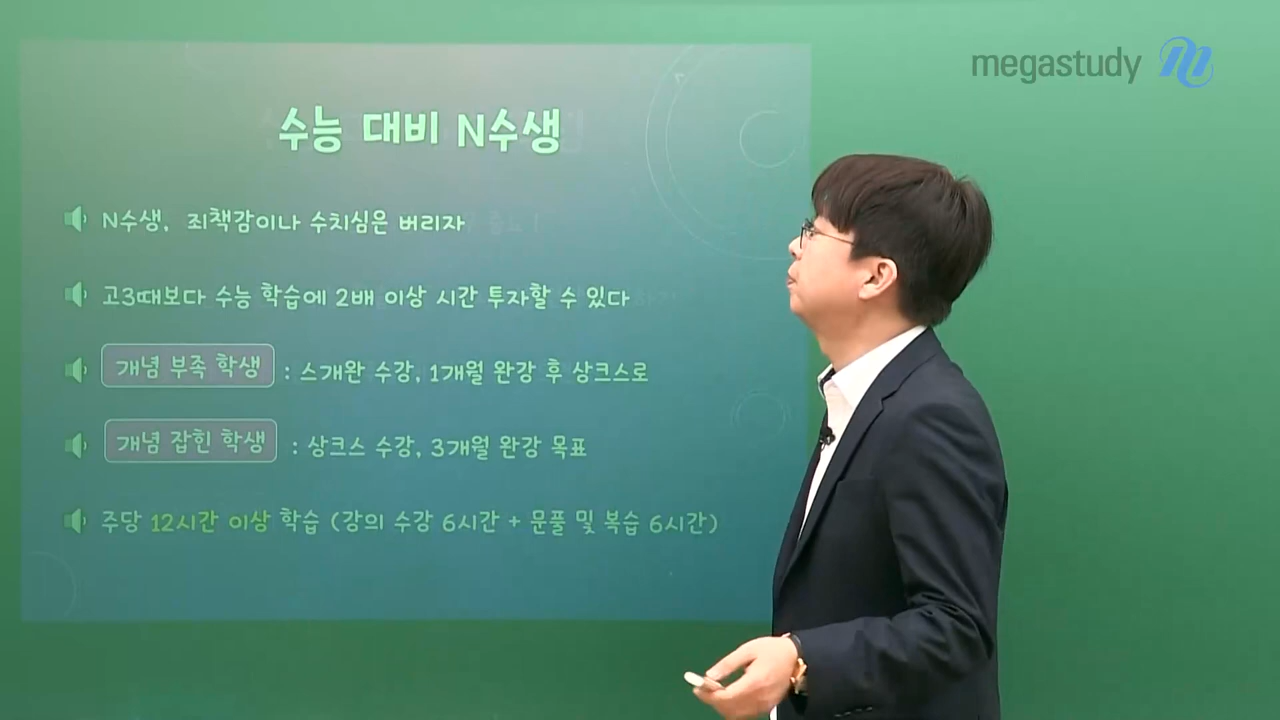 megastudy
수능 대비 N수생
N수생, 죄책감이나 수치심은 버리자
고3때보다 수능 학습에 2배 이상 시간 투자할 수 있다
개념 부족 학생 : 스개완 수강, 1개월 완강 후 상크스로
개념 잡힌 학생 : 상크스 수강, 3개월 완강 목표
주당 12시간 이상 학습 (강의 수강 6시간 + 문풀 및 복습 6시간)